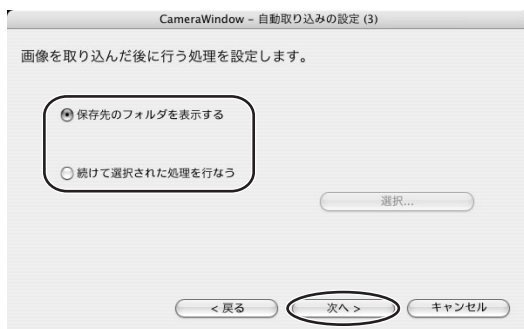 CameraWindow – 自動取り込みの設定 (3)
画像を取り込んだ後に行う処理を設定します。
保存先のフォルダを表示する
続けて選択された処理を行なう
選択...
< 戻る
次へ >
キャンセル